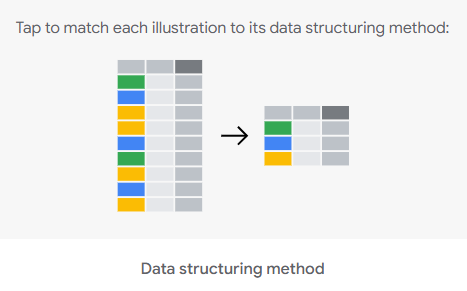 Tap to match each illustration to its data structuring method:
Data structuring method